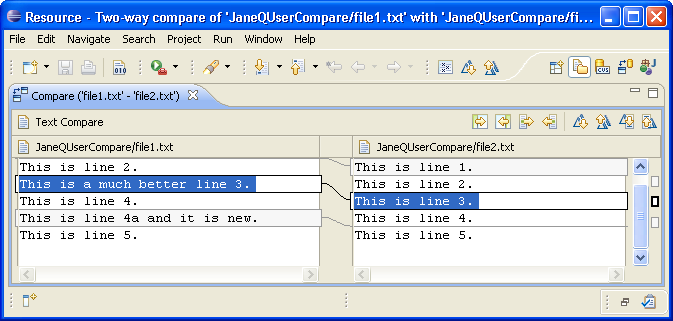 Resource - Two-way compare of 'JaneQUserCompare/file1.txt' with 'JaneQUserCompare/fi...
File Edit Navigate Search Project Run Window Help
010
CUS
J
Compare ('file1.txt' - 'file2.txt')
Text Compare
JaneQUserCompare/file1.txt
This is line 2.
This is a much better line 3.
This is line 4.
This is line 4a and it is new.
This is line 5.
JaneQUserCompare/file2.txt
This is line 1.
This is line 2.
This is line 3.
This is line 4.
This is line 5.